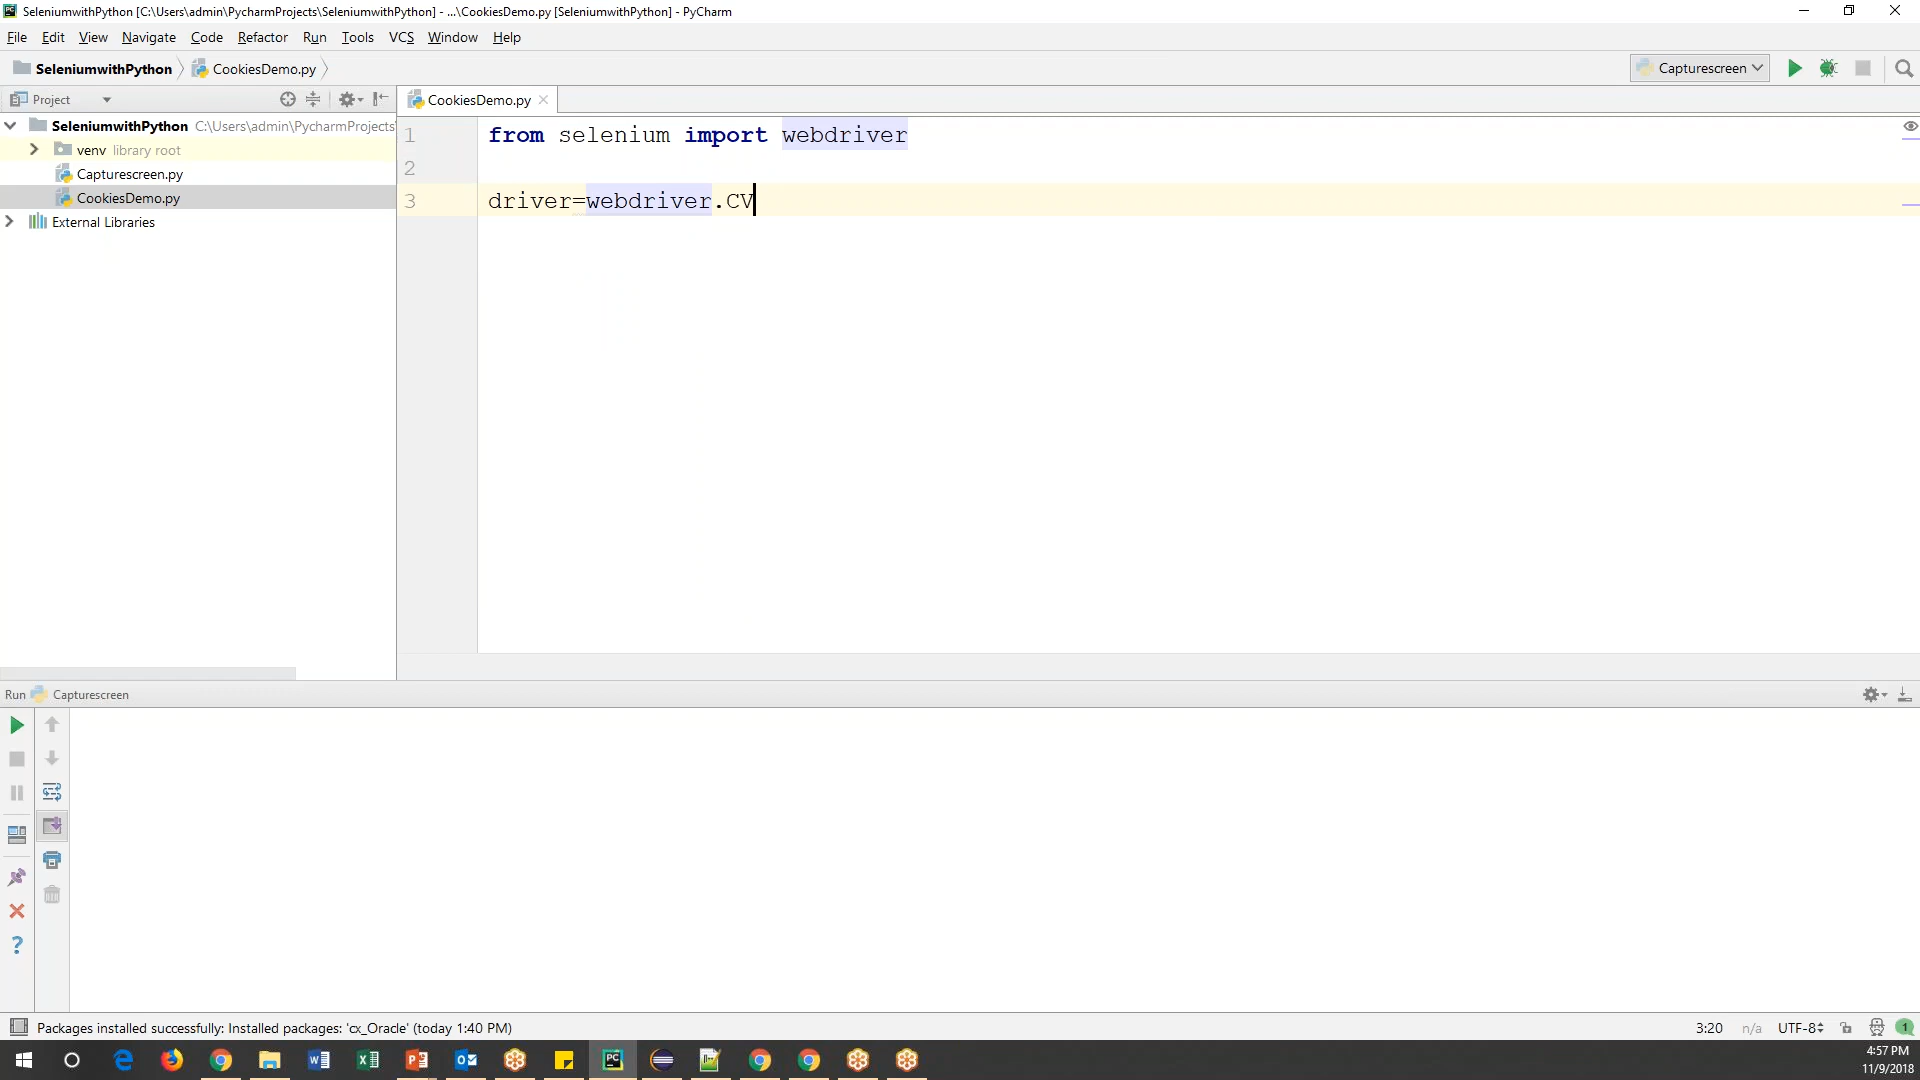 SeleniumwithPython [C:\Users\admin\PycharmProjects\SeleniumwithPython] - ...\CookiesDemo.py [SeleniumwithPython] - PyCharm
File Edit View Navigate Code Refactor Run Tools VCS Window Help
SeleniumwithPython CookiesDemo.py Capturescreen
Project CookiesDemo.py
SeleniumwithPython C:\Users\admin\PycharmProjects
venv library root
Capturescreen.py
CookiesDemo.py
External Libraries
1 from selenium import webdriver
2
3 driver=webdriver.CV
Run Capturescreen
Packages installed successfully: Installed packages: 'cx_Oracle' (today 1:40 PM) 3:20 n/a UTF-8 1
4:57 PM
11/9/2018